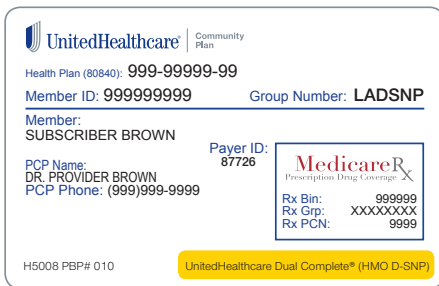 UnitedHealthcare® Community Plan
Health Plan (80840): 999-99999-99
Member ID: 999999999 Group Number: LADSNP
Member:
SUBSCRIBER BROWN
Payer ID:
87726
PCP Name:
DR. PROVIDER BROWN
PCP Phone: (999)999-9999
MedicareRx
Prescription Drug Coverage
Rx Bin: 999999
Rx Grp: XXXXXXXX
Rx PCN: 9999
H5008 PBP# 010 UnitedHealthcare Dual Complete® (HMO D-SNP)